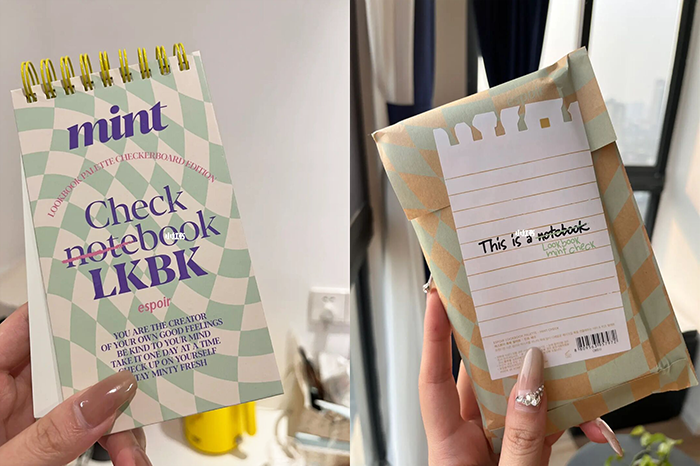 mint
LOOKBOOK PALETTE CHECKERBOARD EDITION
Check
notebook
LKBK
espoir
YOU ARE THE CREATOR
OF YOUR OWN GOOD FEELINGS
BE KIND TO YOUR MIND
TAKE IT ONE DAY AT A TIME
CHECK UP ON YOURSELF
STAY MINTY FRESH
This is a notebook
Lookbook
mint check